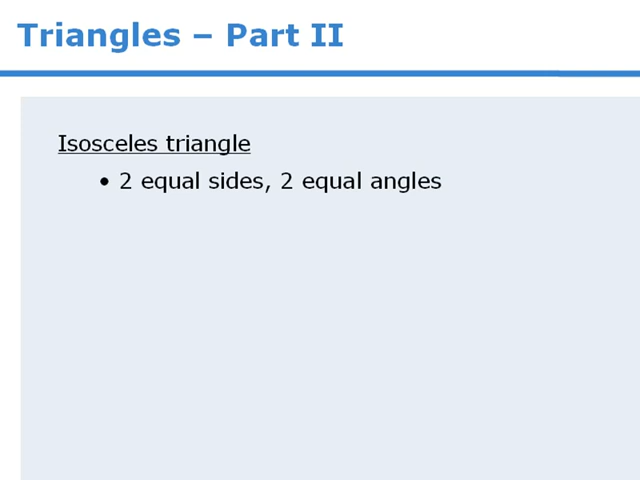 Triangles – Part II
Isosceles triangle
• 2 equal sides, 2 equal angles